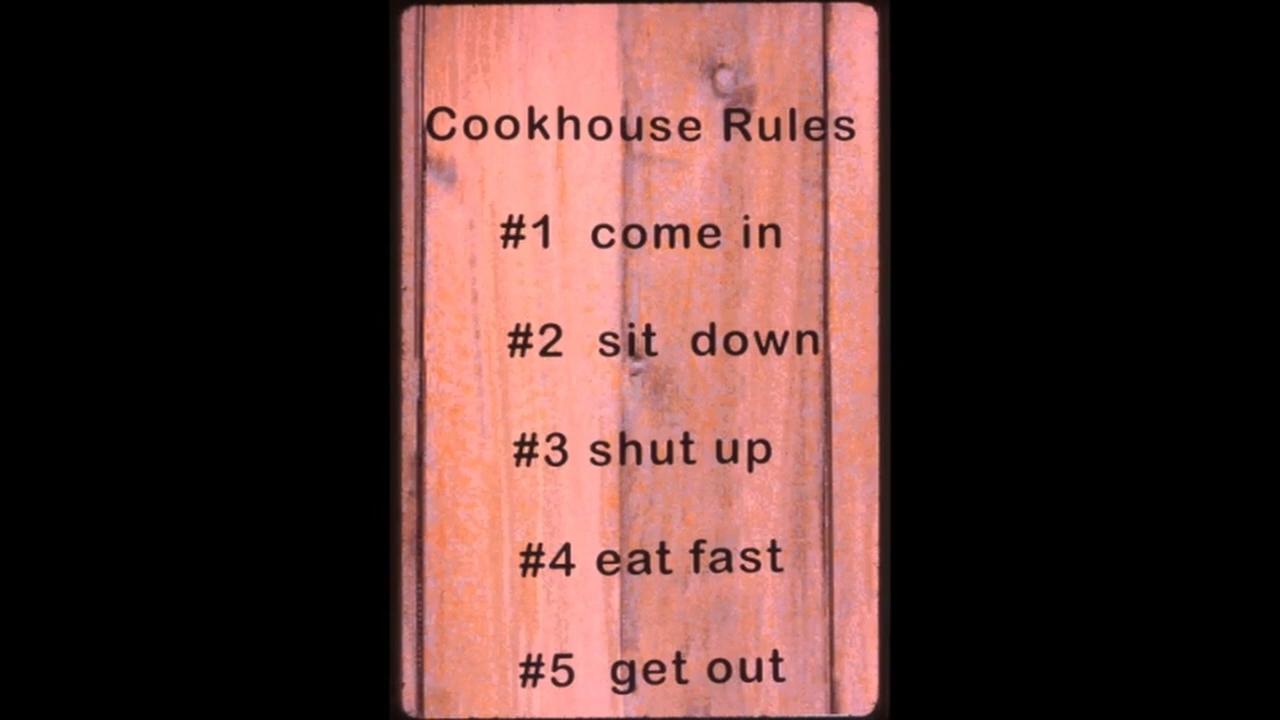 Cookhouse Rules
#1 come in
#2 sit down
#3 shut up
#4 eat fast
#5 get out